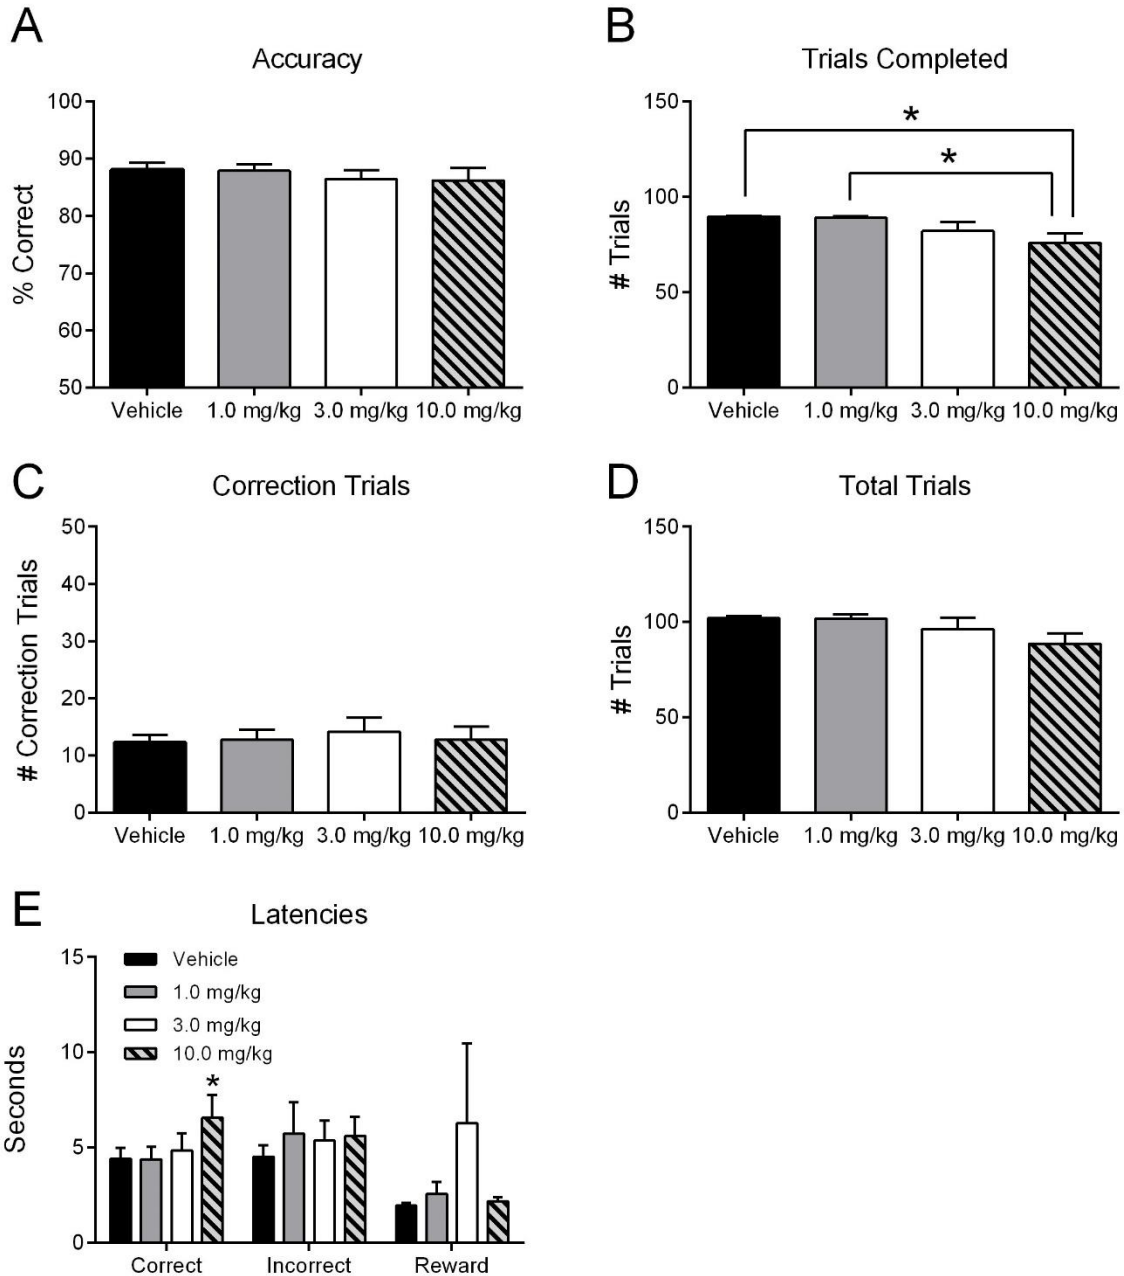 A
Accuracy
% Correct
100
90
80
70
60
50
Vehicle 1.0 mg/kg 3.0 mg/kg 10.0 mg/kg
B
Trials Completed
# Trials
150
100
50
0
*
*
Vehicle 1.0 mg/kg 3.0 mg/kg 10.0 mg/kg
C
Correction Trials
# Correction Trials
50
40
30
20
10
0
Vehicle 1.0 mg/kg 3.0 mg/kg 10.0 mg/kg
D
Total Trials
# Trials
150
100
50
0
Vehicle 1.0 mg/kg 3.0 mg/kg 10.0 mg/kg
E
Latencies
Seconds
15
10
5
0
Vehicle
1.0 mg/kg
3.0 mg/kg
10.0 mg/kg
*
Correct Incorrect Reward